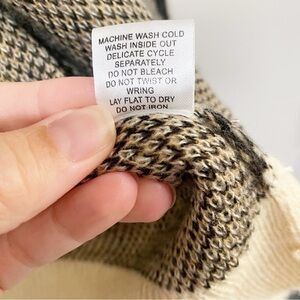 MACHINE WASH COLD
WASH INSIDE OUT
DELICATE CYCLE
SEPARATELY
DO NOT BLEACH
DO NOT TWIST OR
WRING
LAY FLAT TO DRY
DO NOT IRON